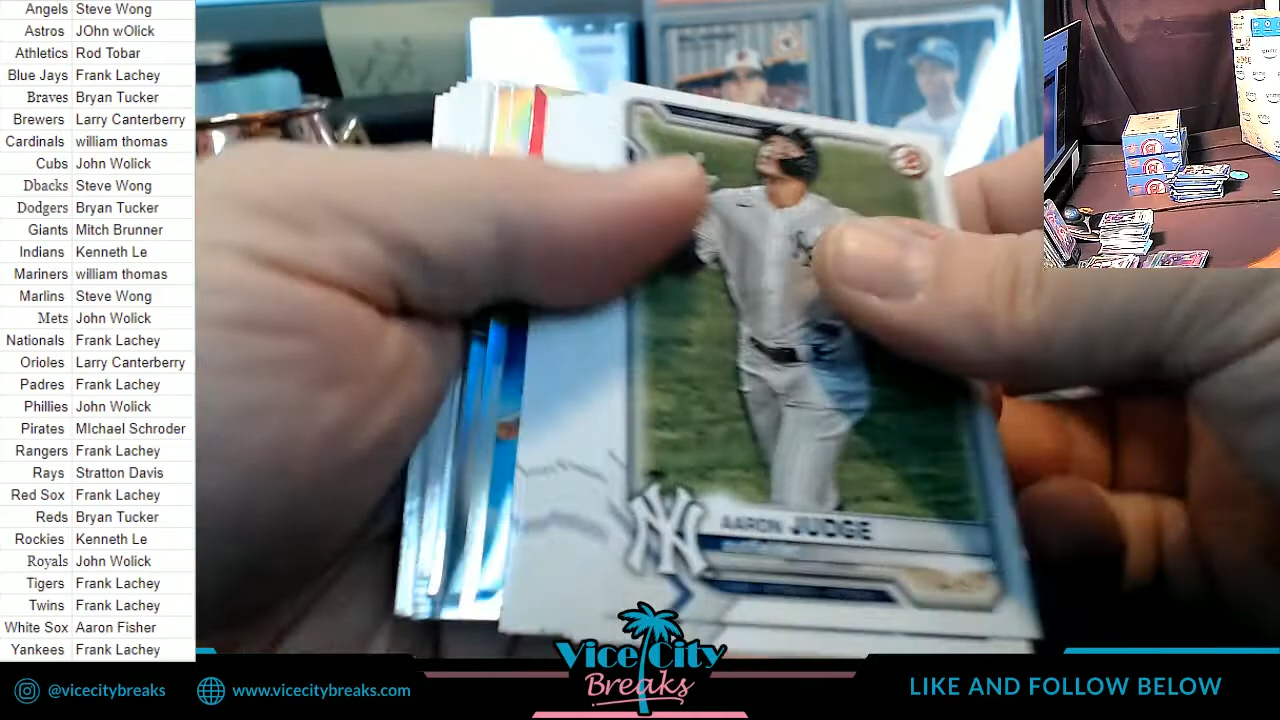 Angels Steve Wong
Astros JOhn wOlick
Athletics Rod Tobar
Blue Jays Frank Lachey
Braves Bryan Tucker
Brewers Larry Canterberry
Cardinals william thomas
Cubs John Wolick
Dbacks Steve Wong
Dodgers Bryan Tucker
Giants Mitch Brunner
Indians Kenneth Le
Mariners william thomas
Marlins Steve Wong
Mets John Wolick
Nationals Frank Lachey
Orioles Larry Canterberry
Padres Frank Lachey
Phillies John Wolick
Pirates MIchael Schroder
Rangers Frank Lachey
Rays Stratton Davis
Red Sox Frank Lachey
Reds Bryan Tucker
Rockies Kenneth Le
Royals John Wolick
Tigers Frank Lachey
Twins Frank Lachey
White Sox Aaron Fisher
Yankees Frank Lachey
NY AARON JUDGE
Vice City
Breaks
@vicecitybreaks
www.vicecitybreaks.com
LIKE AND FOLLOW BELOW